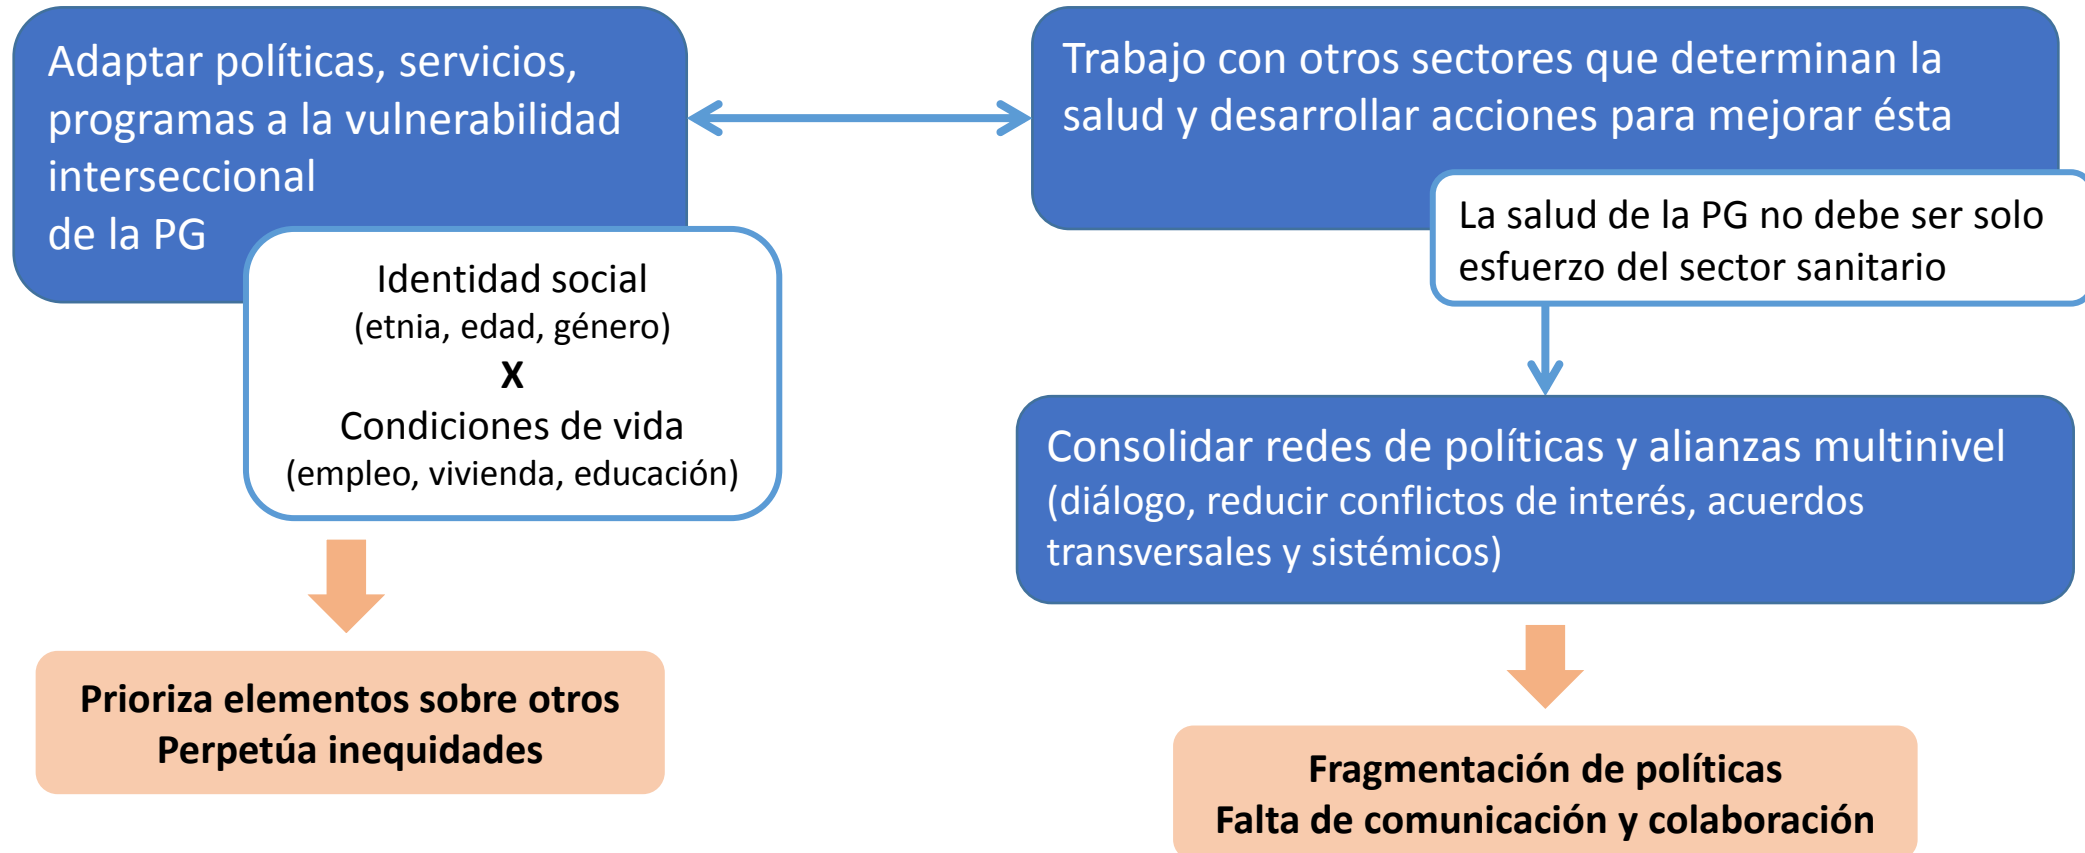 Adaptar políticas, servicios,
programas a la vulnerabilidad
interseccional
de la PG
Identidad social
(etnia, edad, género)
X
Condiciones de vida
(empleo, vivienda, educación)
Prioriza elementos sobre otros
Perpetúa inequidades
Trabajo con otros sectores que determinan la
salud y desarrollar acciones para mejorar ésta
La salud de la PG no debe ser solo
esfuerzo del sector sanitario
Consolidar redes de políticas y alianzas multinivel
(diálogo, reducir conflictos de interés, acuerdos
transversales y sistémicos)
Fragmentación de políticas
Falta de comunicación y colaboración